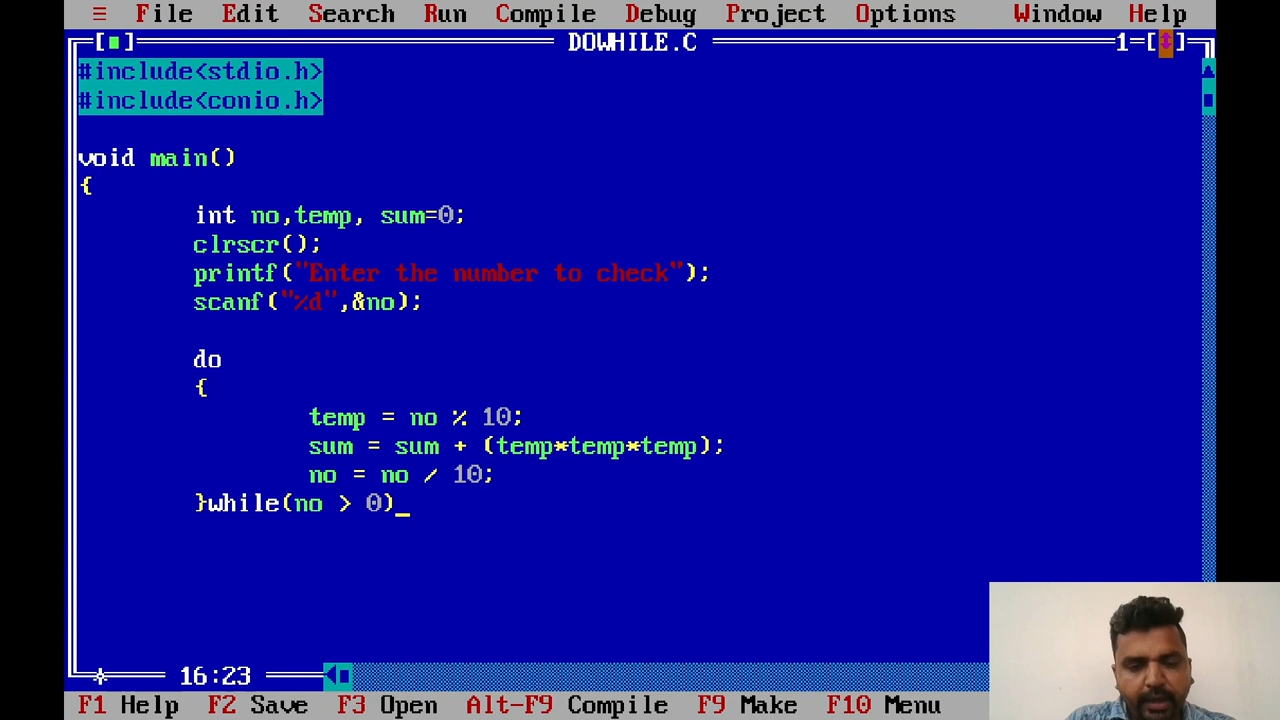 ≡ File Edit Search Run Compile Debug Project Options Window Help
[■] DOWHILE.C 1=[↕]
#include<stdio.h>
#include<conio.h>
void main()
{
int no,temp, sum=0;
clrscr();
printf("Enter the number to check");
scanf("%d",&no);
do
{
temp = no % 10;
sum = sum + (temp*temp*temp);
no = no / 10;
}while(no > 0)_
16:23
F1 Help F2 Save F3 Open Alt-F9 Compile F9 Make F10 Menu